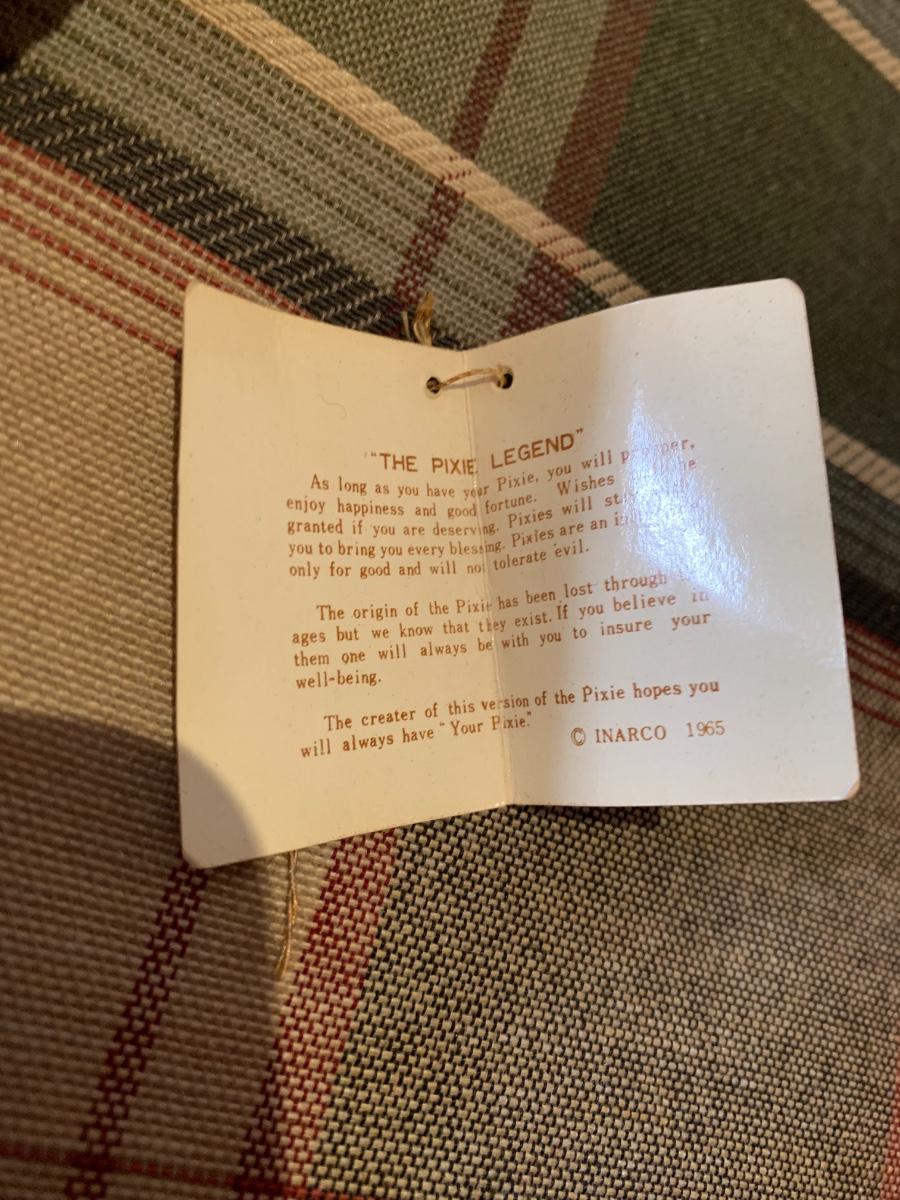 "THE PIXIE LEGEND"
As long as you have your Pixie, you will prosper,
enjoy happiness and good fortune. Wishes
granted if you are deserving. Pixies will
you to bring you every blessing. Pixies are an
only for good and will not tolerate evil.
The origin of the Pixie has been lost through
ages but we know that they exist. If you believe in
them one will always be with you to insure your
well-being.
The creater of this version of the Pixie hopes you
will always have "Your Pixie."
© INARCO 1965